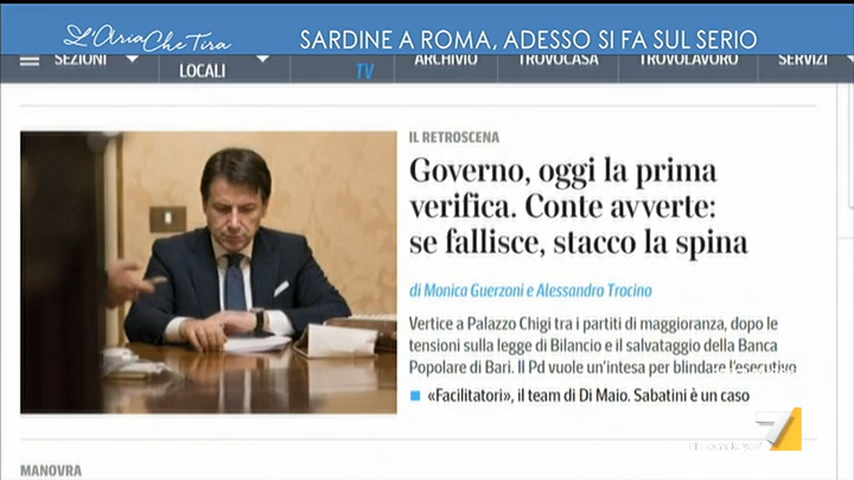 L'Aria Che Tira
SARDINE A ROMA, ADESSO SI FA SUL SERIO
SEZIONI
LOCALI
TV
ARCHIVIO
TROVOCASA
TROVOLAVORO
SERVIZI
IL RETROSCENA
Governo, oggi la prima
verifica. Conte avverte:
se fallisce, stacco la spina
di Monica Guerzoni e Alessandro Trocino
Vertice a Palazzo Chigi tra i partiti di maggioranza, dopo le
tensioni sulla legge di Bilancio e il salvataggio della Banca
Popolare di Bari. Il Pd vuole un'intesa per blindare l'esecutivo
«Facilitatori», il team di Di Maio. Sabatini è un caso
7
MANOVRA